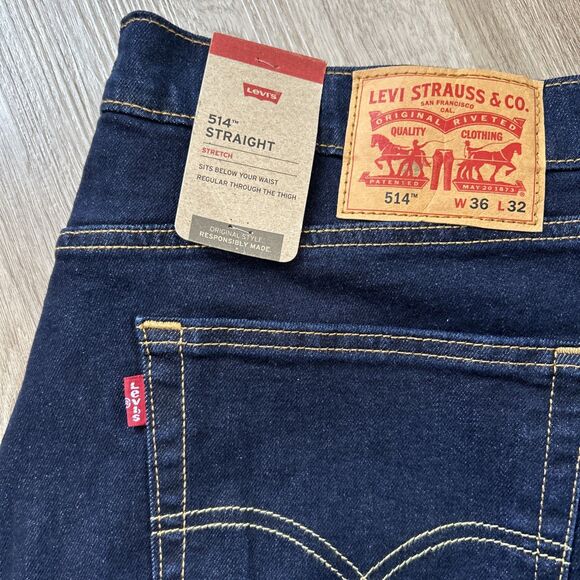 Levi's
514™
STRAIGHT
STRETCH
SITS BELOW YOUR WAIST
REGULAR THROUGH THE THIGH
ORIGINAL STYLE.
RESPONSIBLY MADE.
LEVI STRAUSS & CO.
SAN FRANCISCO
CAL.
ORIGINAL RIVETED
QUALITY CLOTHING
PATENTED MAY 20 1873
514™ W 36 L 32
LEVI'S